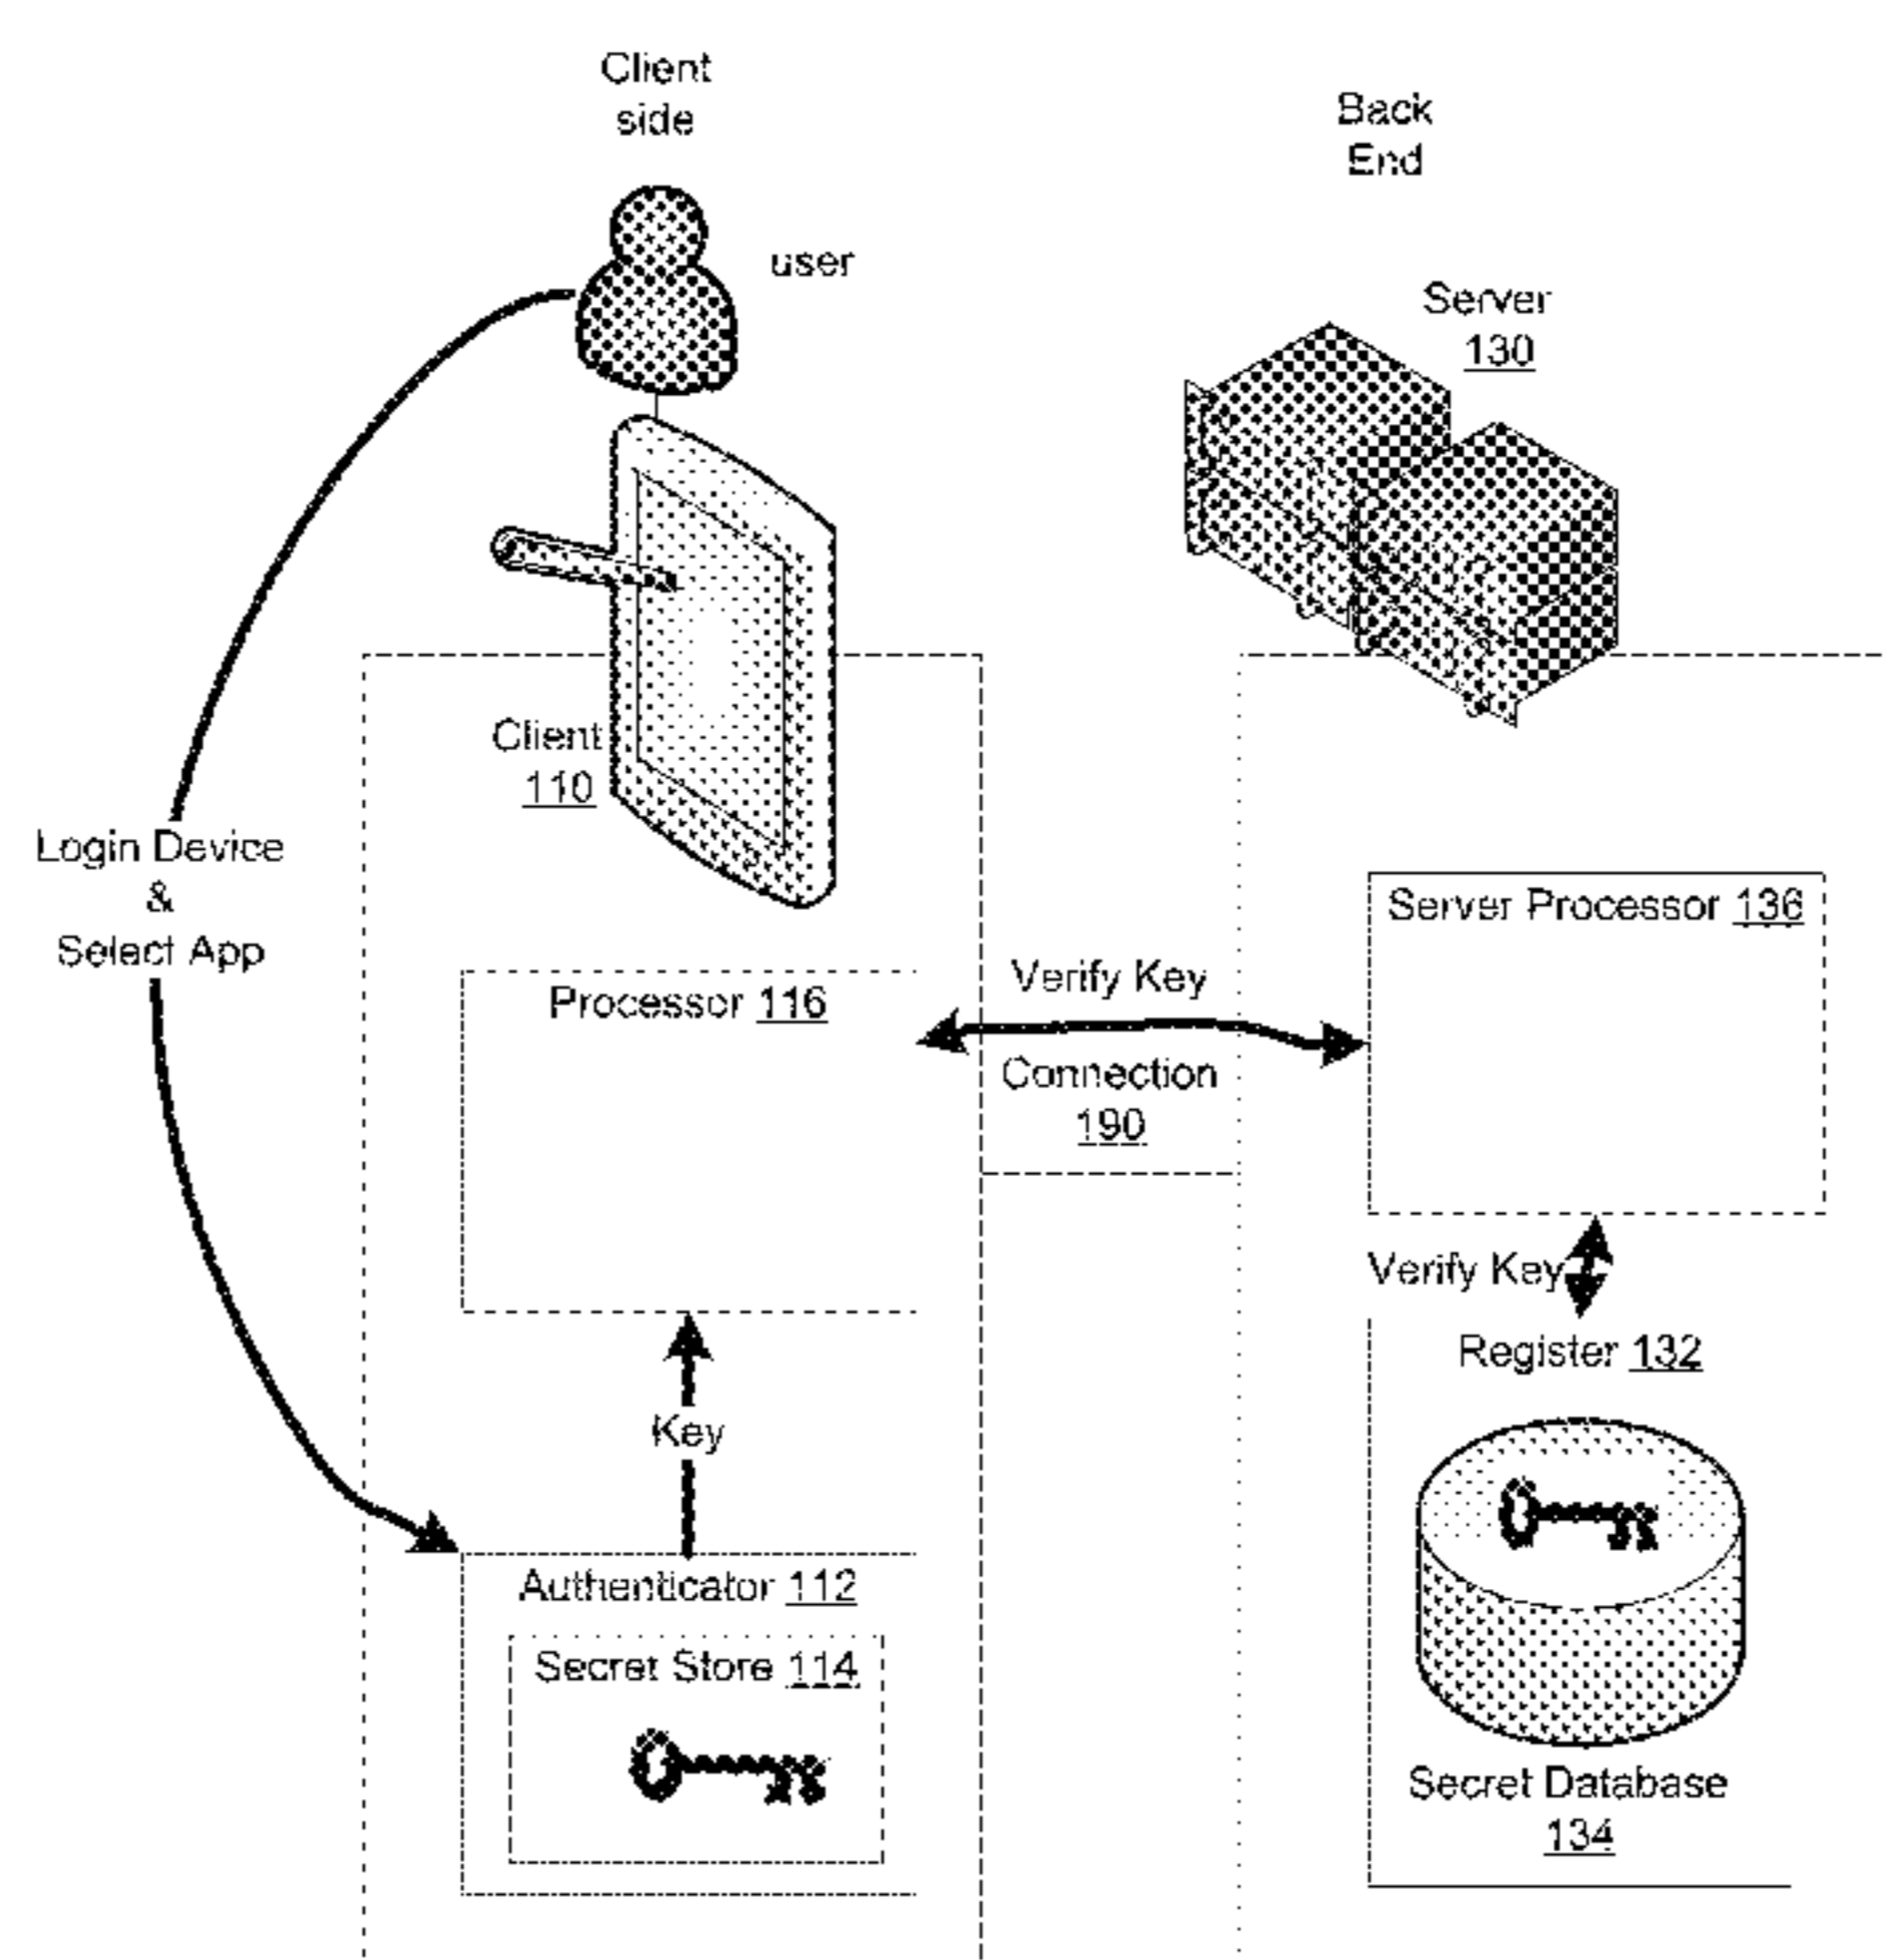 Client
side
Back
End
user
Server
130
Client
110
Login Device
&
Select App
Server Processor 136
Processor 116
Verify Key
Connection
190
Verify Key
Register 132
Key
Authenticator 112
Secret Store 114
Secret Database
134